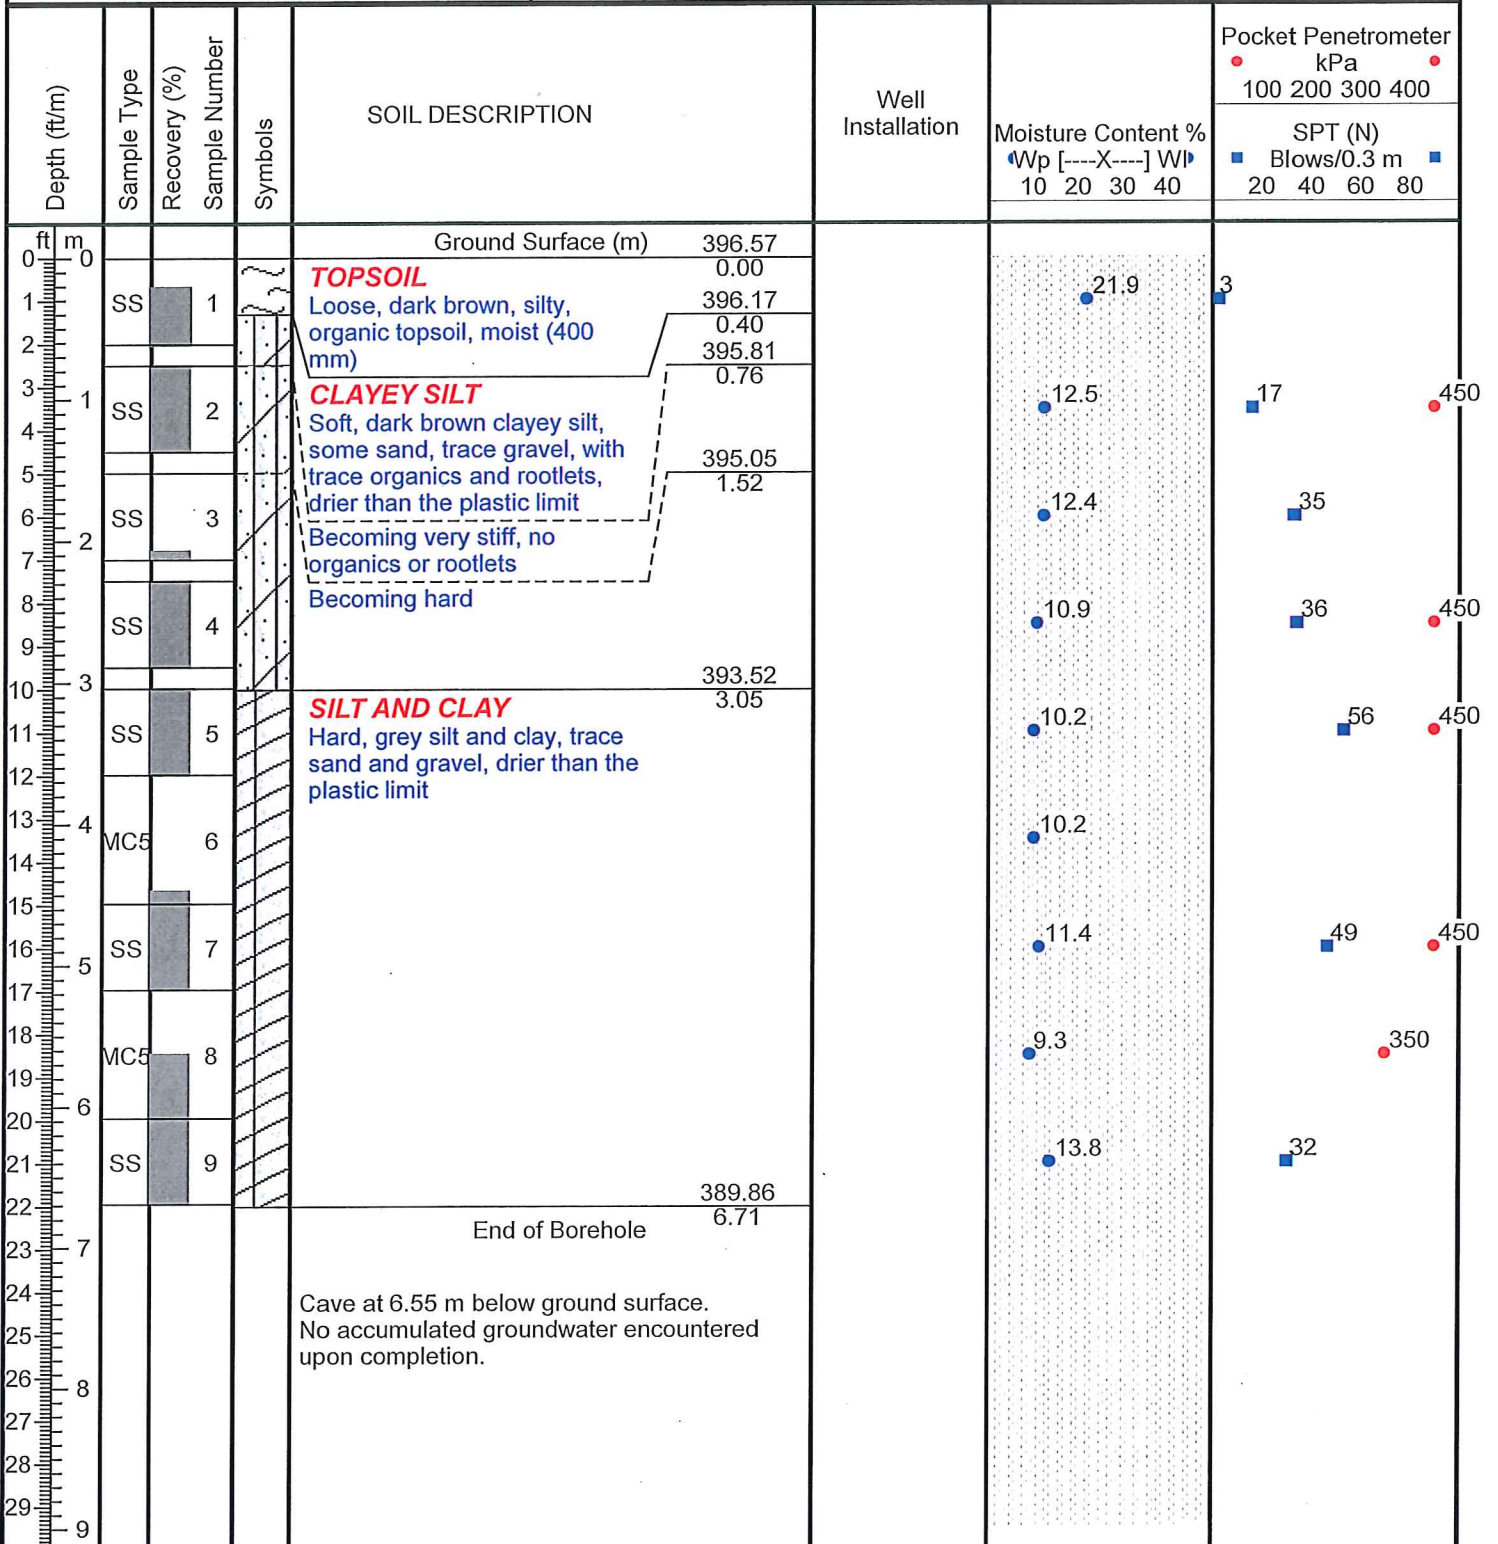 Depth (ft/m)
Sample Type
Recovery (%)
Sample Number
Symbols
SOIL DESCRIPTION
Well
Installation
Moisture Content %
Wp [----X----] Wl
10 20 30 40
Pocket Penetrometer
kPa
100 200 300 400
SPT (N)
Blows/0.3 m
20 40 60 80
ft m
Ground Surface (m) 396.57
0 0
0.00
TOPSOIL
Loose, dark brown, silty,
organic topsoil, moist (400
mm)
396.17
0.40
395.81
0.76
1 SS 1 21.9 3
2
CLAYEY SILT
Soft, dark brown clayey silt,
some sand, trace gravel, with
trace organics and rootlets,
drier than the plastic limit
395.05
1.52
3 1 SS 2 12.5 17 450
4
5
Becoming very stiff, no
organics or rootlets
6 SS 3 12.4 35
2
7
Becoming hard
8 SS 4 10.9 36 450
9
393.52
10 3
3.05
SILT AND CLAY
Hard, grey silt and clay, trace
sand and gravel, drier than the
plastic limit
11 SS 5 10.2 56 450
12
13 4
MC5 6 10.2
14
15
16 SS 7 11.4 49 450
5
17
18
MC5 8 9.3 350
19
6
20
21 SS 9 13.8 32
389.86
22
6.71
End of Borehole
23 7
24
Cave at 6.55 m below ground surface.
No accumulated groundwater encountered
upon completion.
25
26 8
27
28
29
9